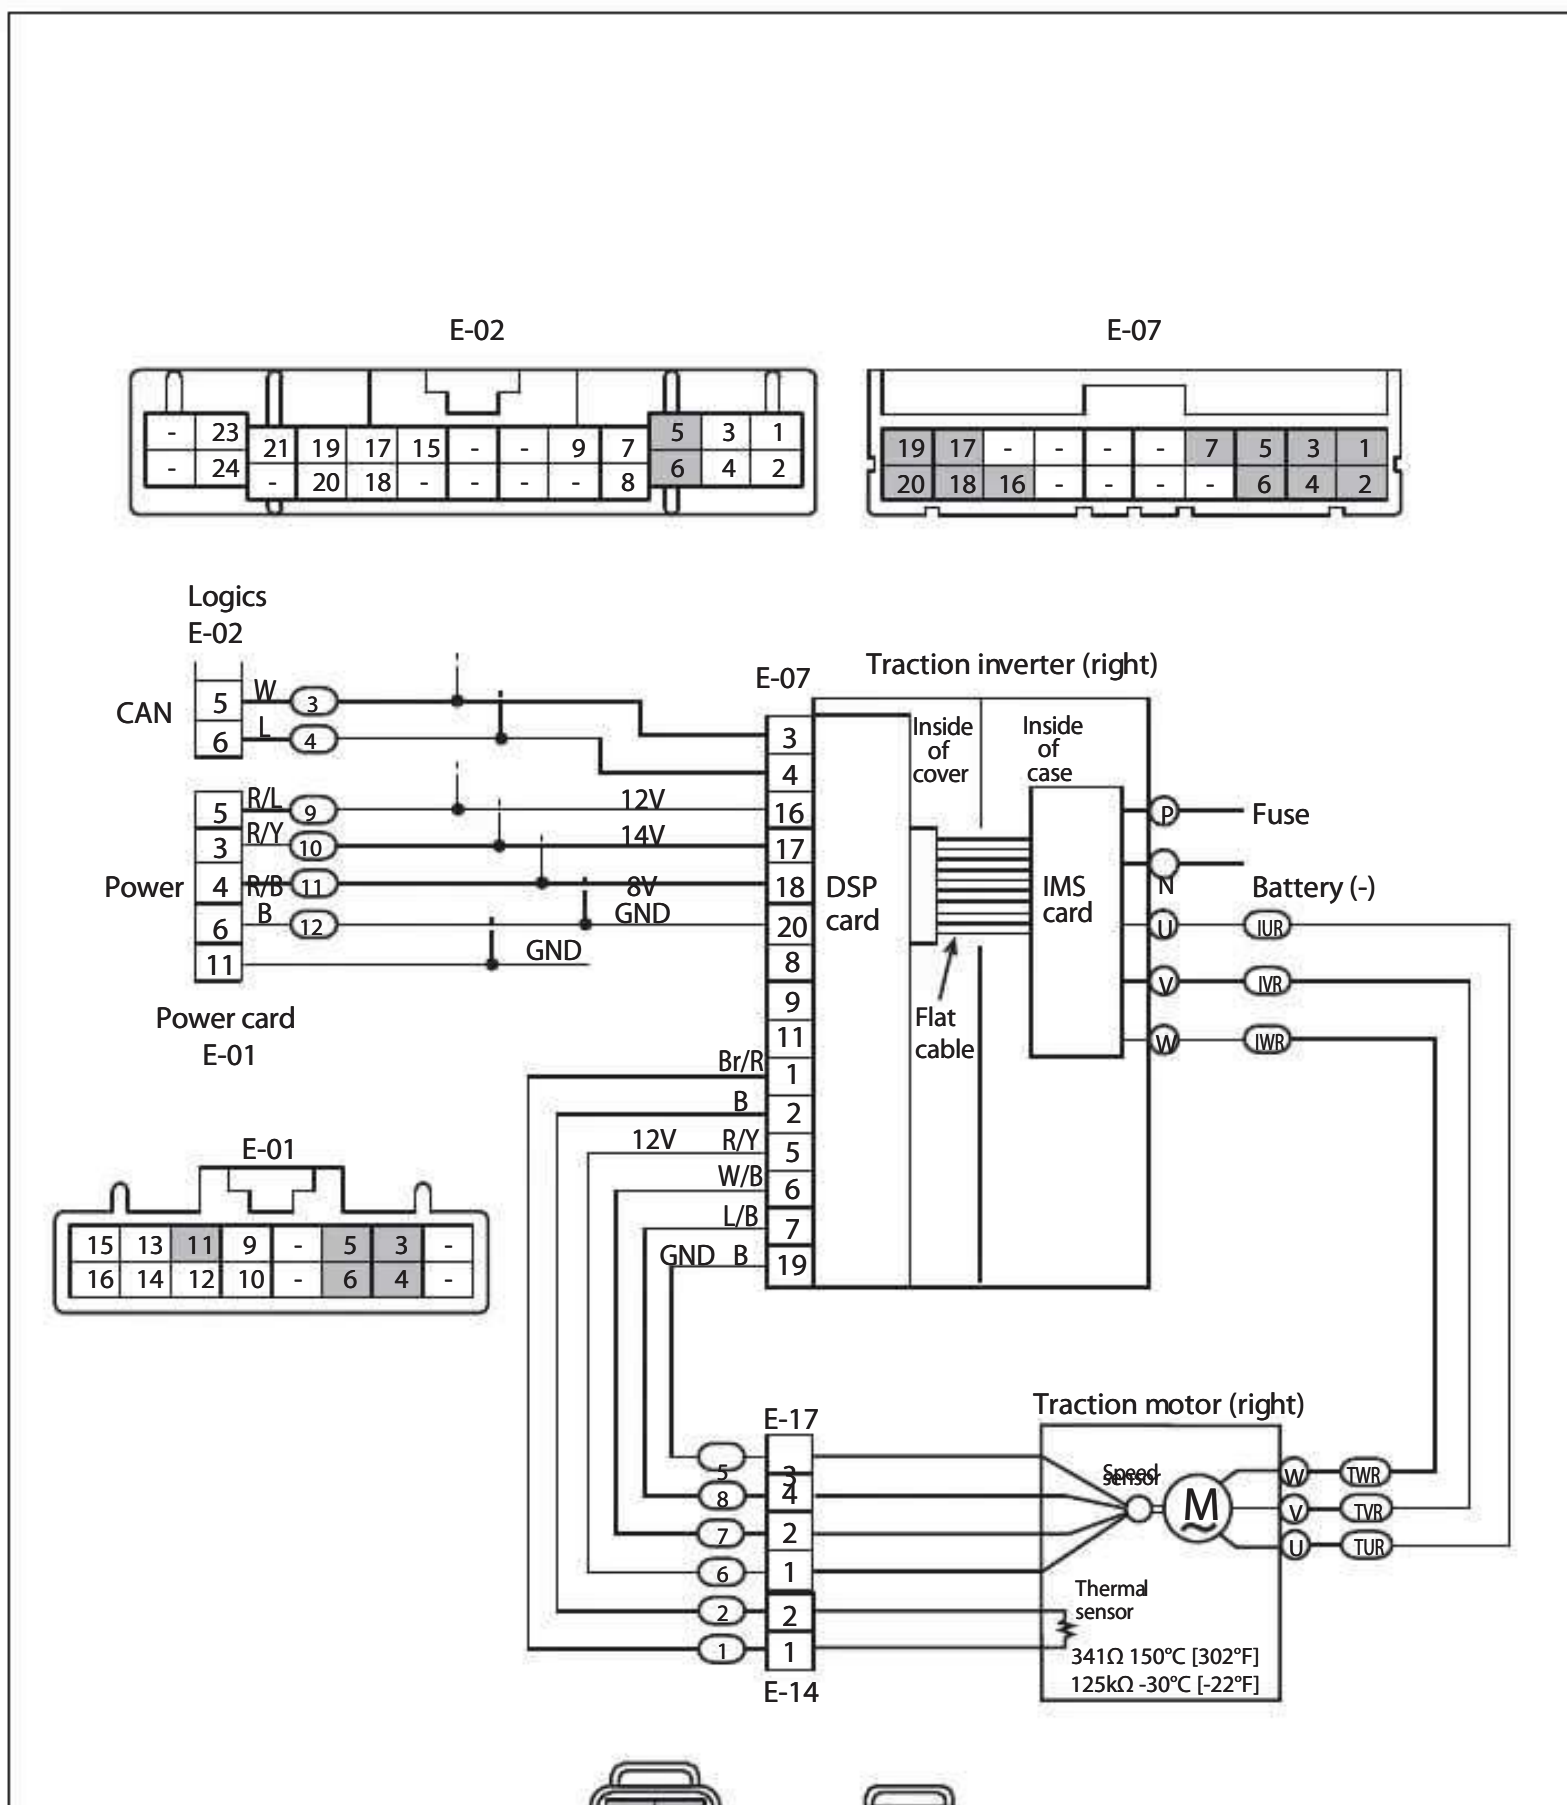 E-02
E-07
- 23 21 19 17 15 - - 9 7 5 3 1
- 24 - 20 18 - - - - 8 6 4 2
19 17 - - - - 7 5 3 1
20 18 16 - - - - 6 4 2
Logics
E-02
CAN
5 W 3
6 L 4
Power
5 R/L 9 12V
3 R/Y 10 14V
4 R/B 11 8V
6 B 12 GND
11 GND
Power card
E-01
E-01
15 13 11 9 - 5 3 -
16 14 12 10 - 6 4 -
E-07
Traction inverter (right)
3
4
16
17
18
20
8
9
11
Br/R 1
B 2
12V R/Y 5
W/B 6
L/B 7
GND B 19
DSP
card
Inside
of
cover
Inside
of
case
IMS
card
Flat
cable
P Fuse
N Battery (-)
U IUR
V IVR
W IWR
E-17
5 3
8 4
7 2
6 1
2 2
1 1
E-14
Traction motor (right)
Speed
sensor
M
W TWR
V TVR
U TUR
Thermal
sensor
341Ω 150°C [302°F]
125kΩ -30°C [-22°F]